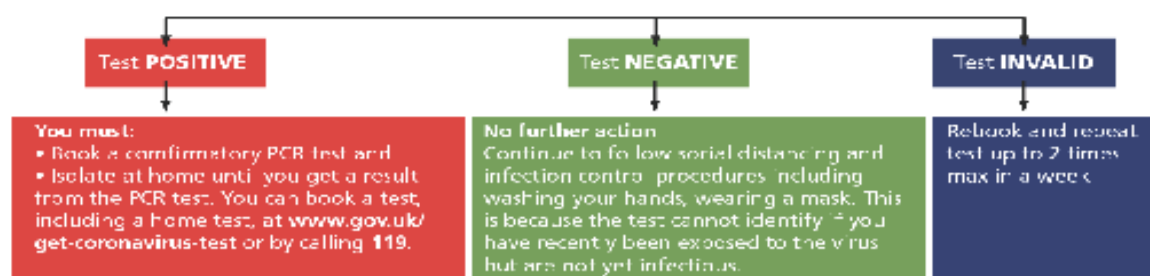 Test POSITIVE
Test NEGATIVE
Test INVALID
You must:
• Book a comfirmatory PCR test and
• Isolate at home until you get a result
from the PCR test. You can book a test,
including a home test, at www.gov.uk/
get-coronavirus-test or by calling 119.
No further action
Continue to follow social distancing and
infection control procedures including
washing your hands, wearing a mask. This
is because the test cannot identify if you
have recently been exposed to the virus
but are not yet infectious.
Rebook and repeat
test up to 2 times
max in a week